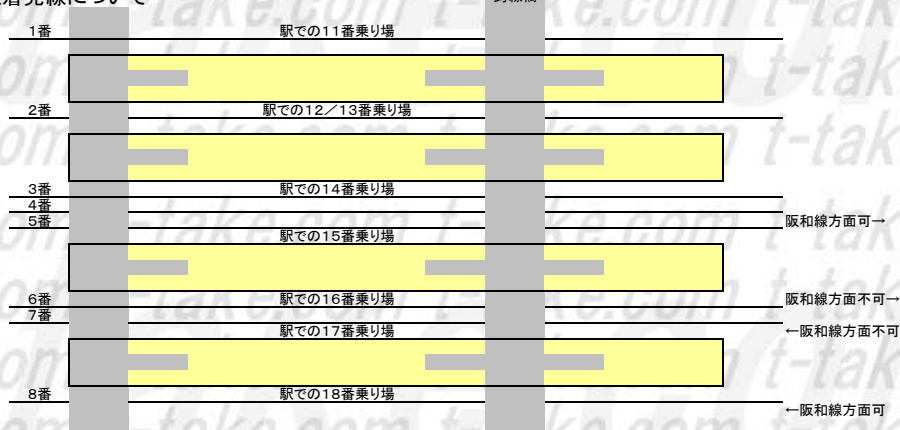 着発線について
1番 駅での11番乗り場
2番 駅での12/13番乗り場
3番 駅での14番乗り場
4番
5番 阪和線方面可→
駅での15番乗り場
6番 駅での16番乗り場 阪和線方面不可→
7番
駅での17番乗り場 ←阪和線方面不可
8番 駅での18番乗り場
←阪和線方面可
t-take.com